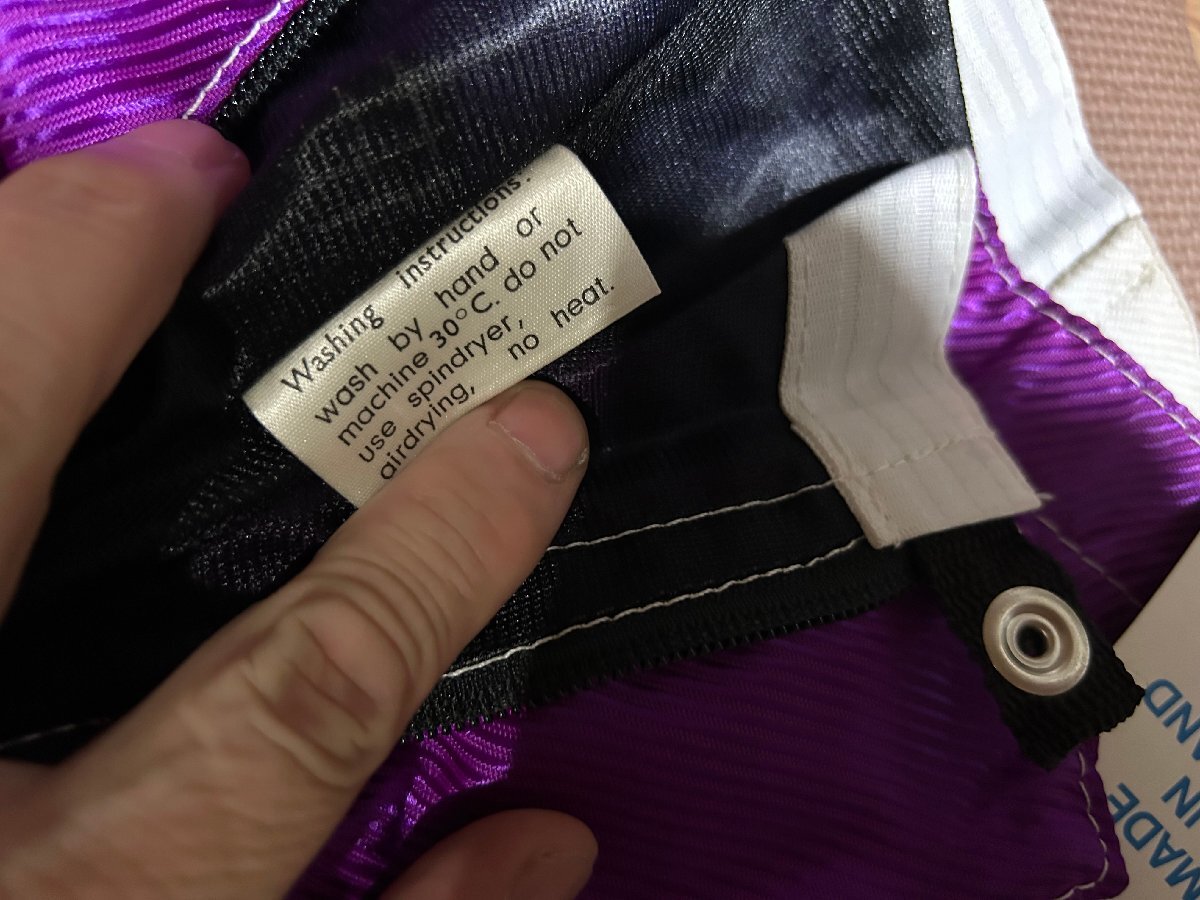 Washing instructions:
wash by hand or
machine 30°C. do not
use spindryer,
airdrying, no heat.
MADE
IN
AND